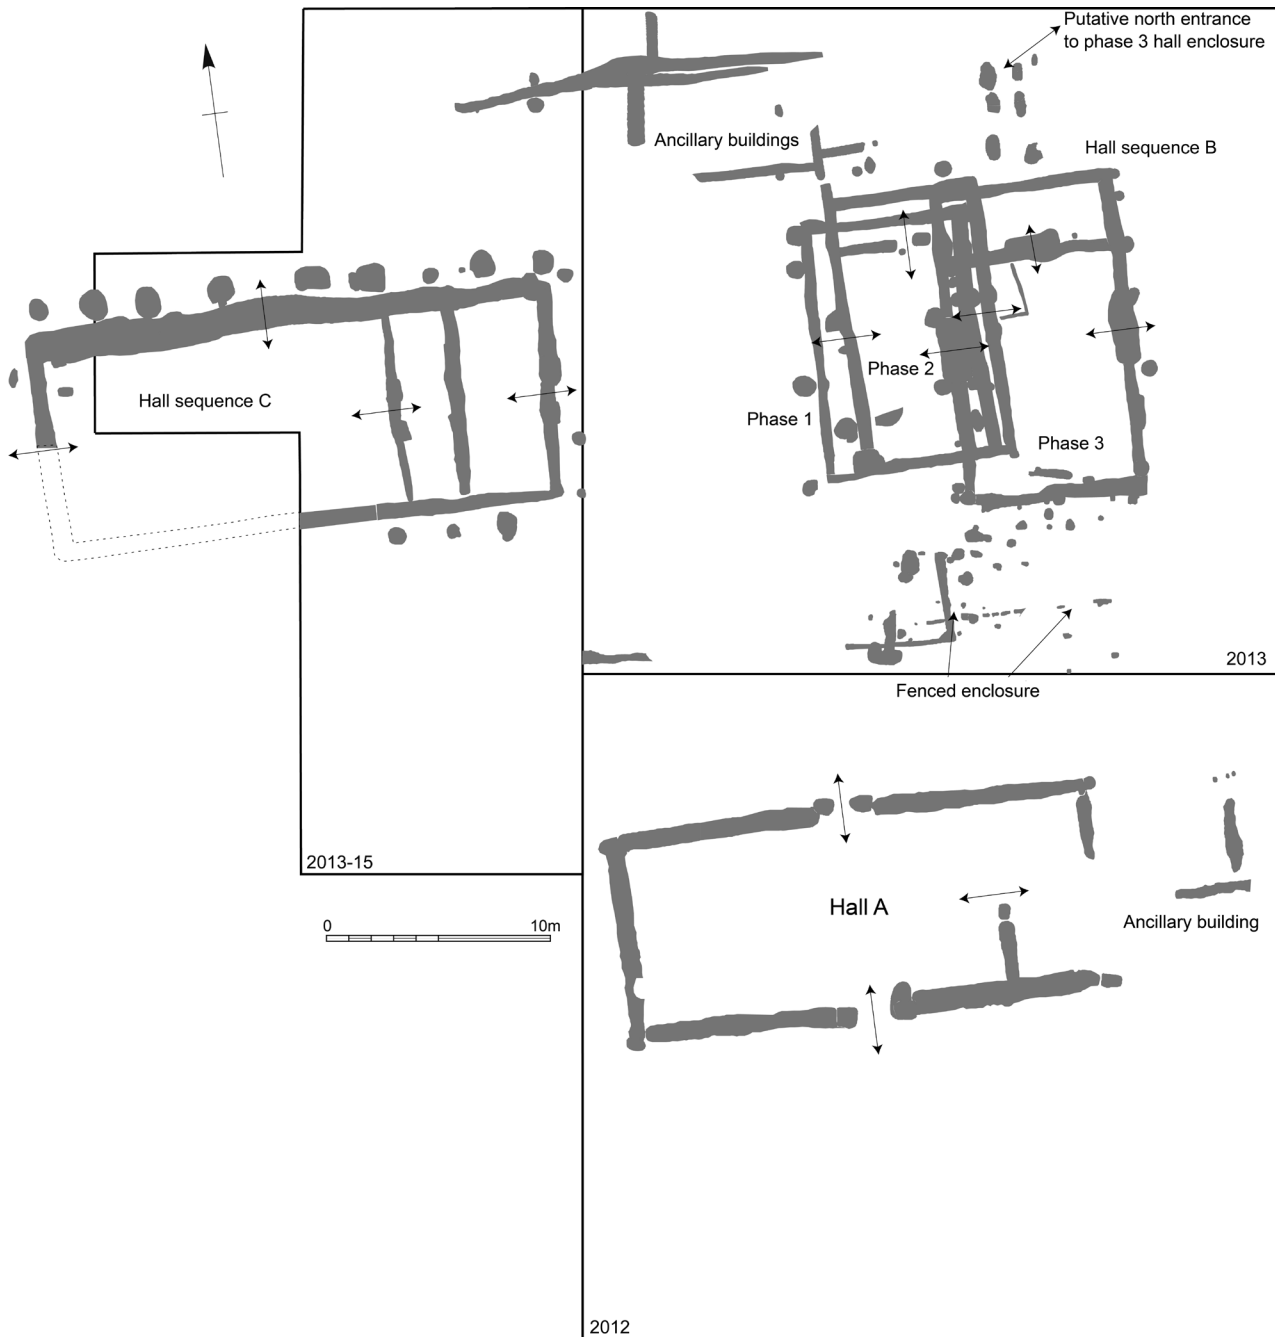 Putative north entrance
to phase 3 hall enclosure
Ancillary buildings
Hall sequence B
Phase 2
Hall sequence C
Phase 1
Phase 3
2013
Fenced enclosure
2013-15
0 10m
Hall A
Ancillary building
2012